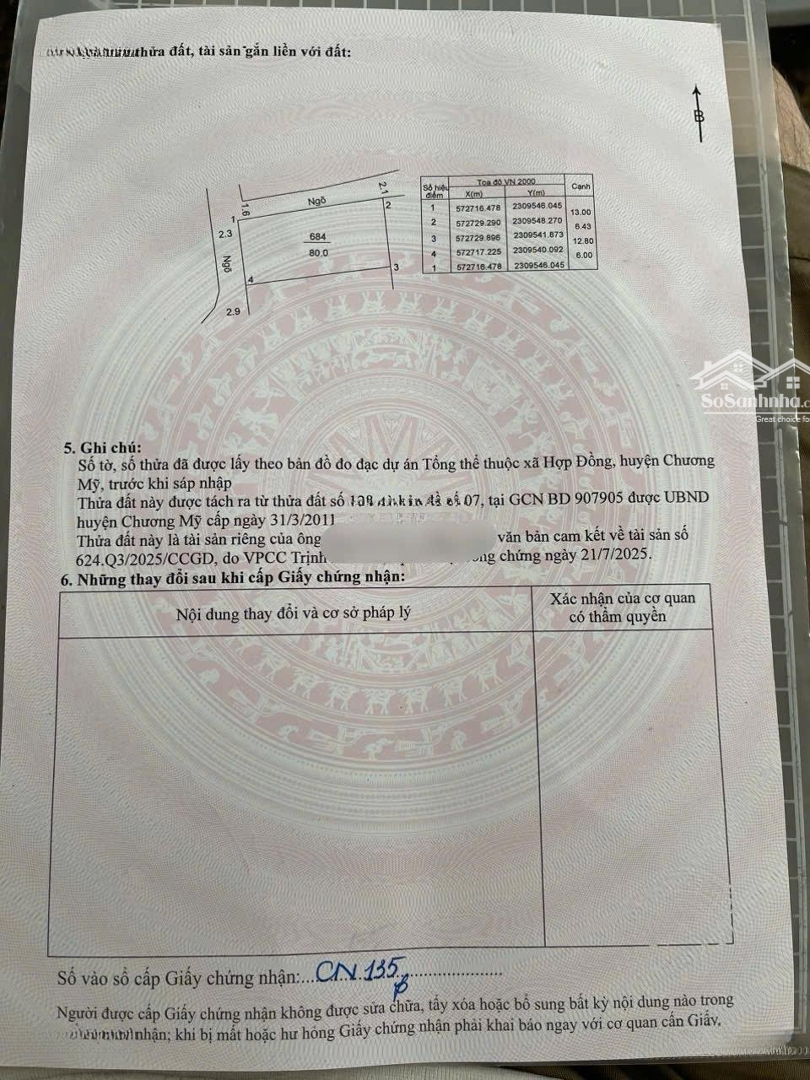 thửa đất, tài sản gắn liền với đất:
B
Ngõ
2.1
1.6
1
2
2.3
684
80.0
Ngõ
3
4
2.9
Số hiệu điểm Toạ độ VN 2000 Cạnh
X(m) Y(m)
1 572716.478 2309546.045
13.00
2 572729.290 2309548.270
6.43
3 572729.896 2309541.873
12.80
4 572717.225 2309540.092
6.00
1 572716.478 2309546.045
SoSanhnha.c
Great choice fo
5. Ghi chú:
Số tờ, số thửa đã được lấy theo bản đồ đo đạc dự án Tổng thể thuộc xã Hợp Đồng, huyện Chương
Mỹ, trước khi sáp nhập
Thửa đất này được tách ra từ thửa đất số 07, tại GCN BD 907905 được UBND
huyện Chương Mỹ cấp ngày 31/3/2011
Thửa đất này là tài sản riêng của ông văn bản cam kết về tài sản số
624.Q3/2025/CCGD, do VPCC Trịnh ng chứng ngày 21/7/2025.
6. Những thay đổi sau khi cấp Giấy chứng nhận:
Nội dung thay đổi và cơ sở pháp lý
Xác nhận của cơ quan
có thẩm quyền
Số vào sổ cấp Giấy chứng nhận:...CN.135
Người được cấp Giấy chứng nhận không được sửa chữa, tẩy xóa hoặc bổ sung bất kỳ nội dung nào trong
nhận; khi bị mất hoặc hư hỏng Giấy chứng nhận phải khai báo ngay với cơ quan cấp Giấy.